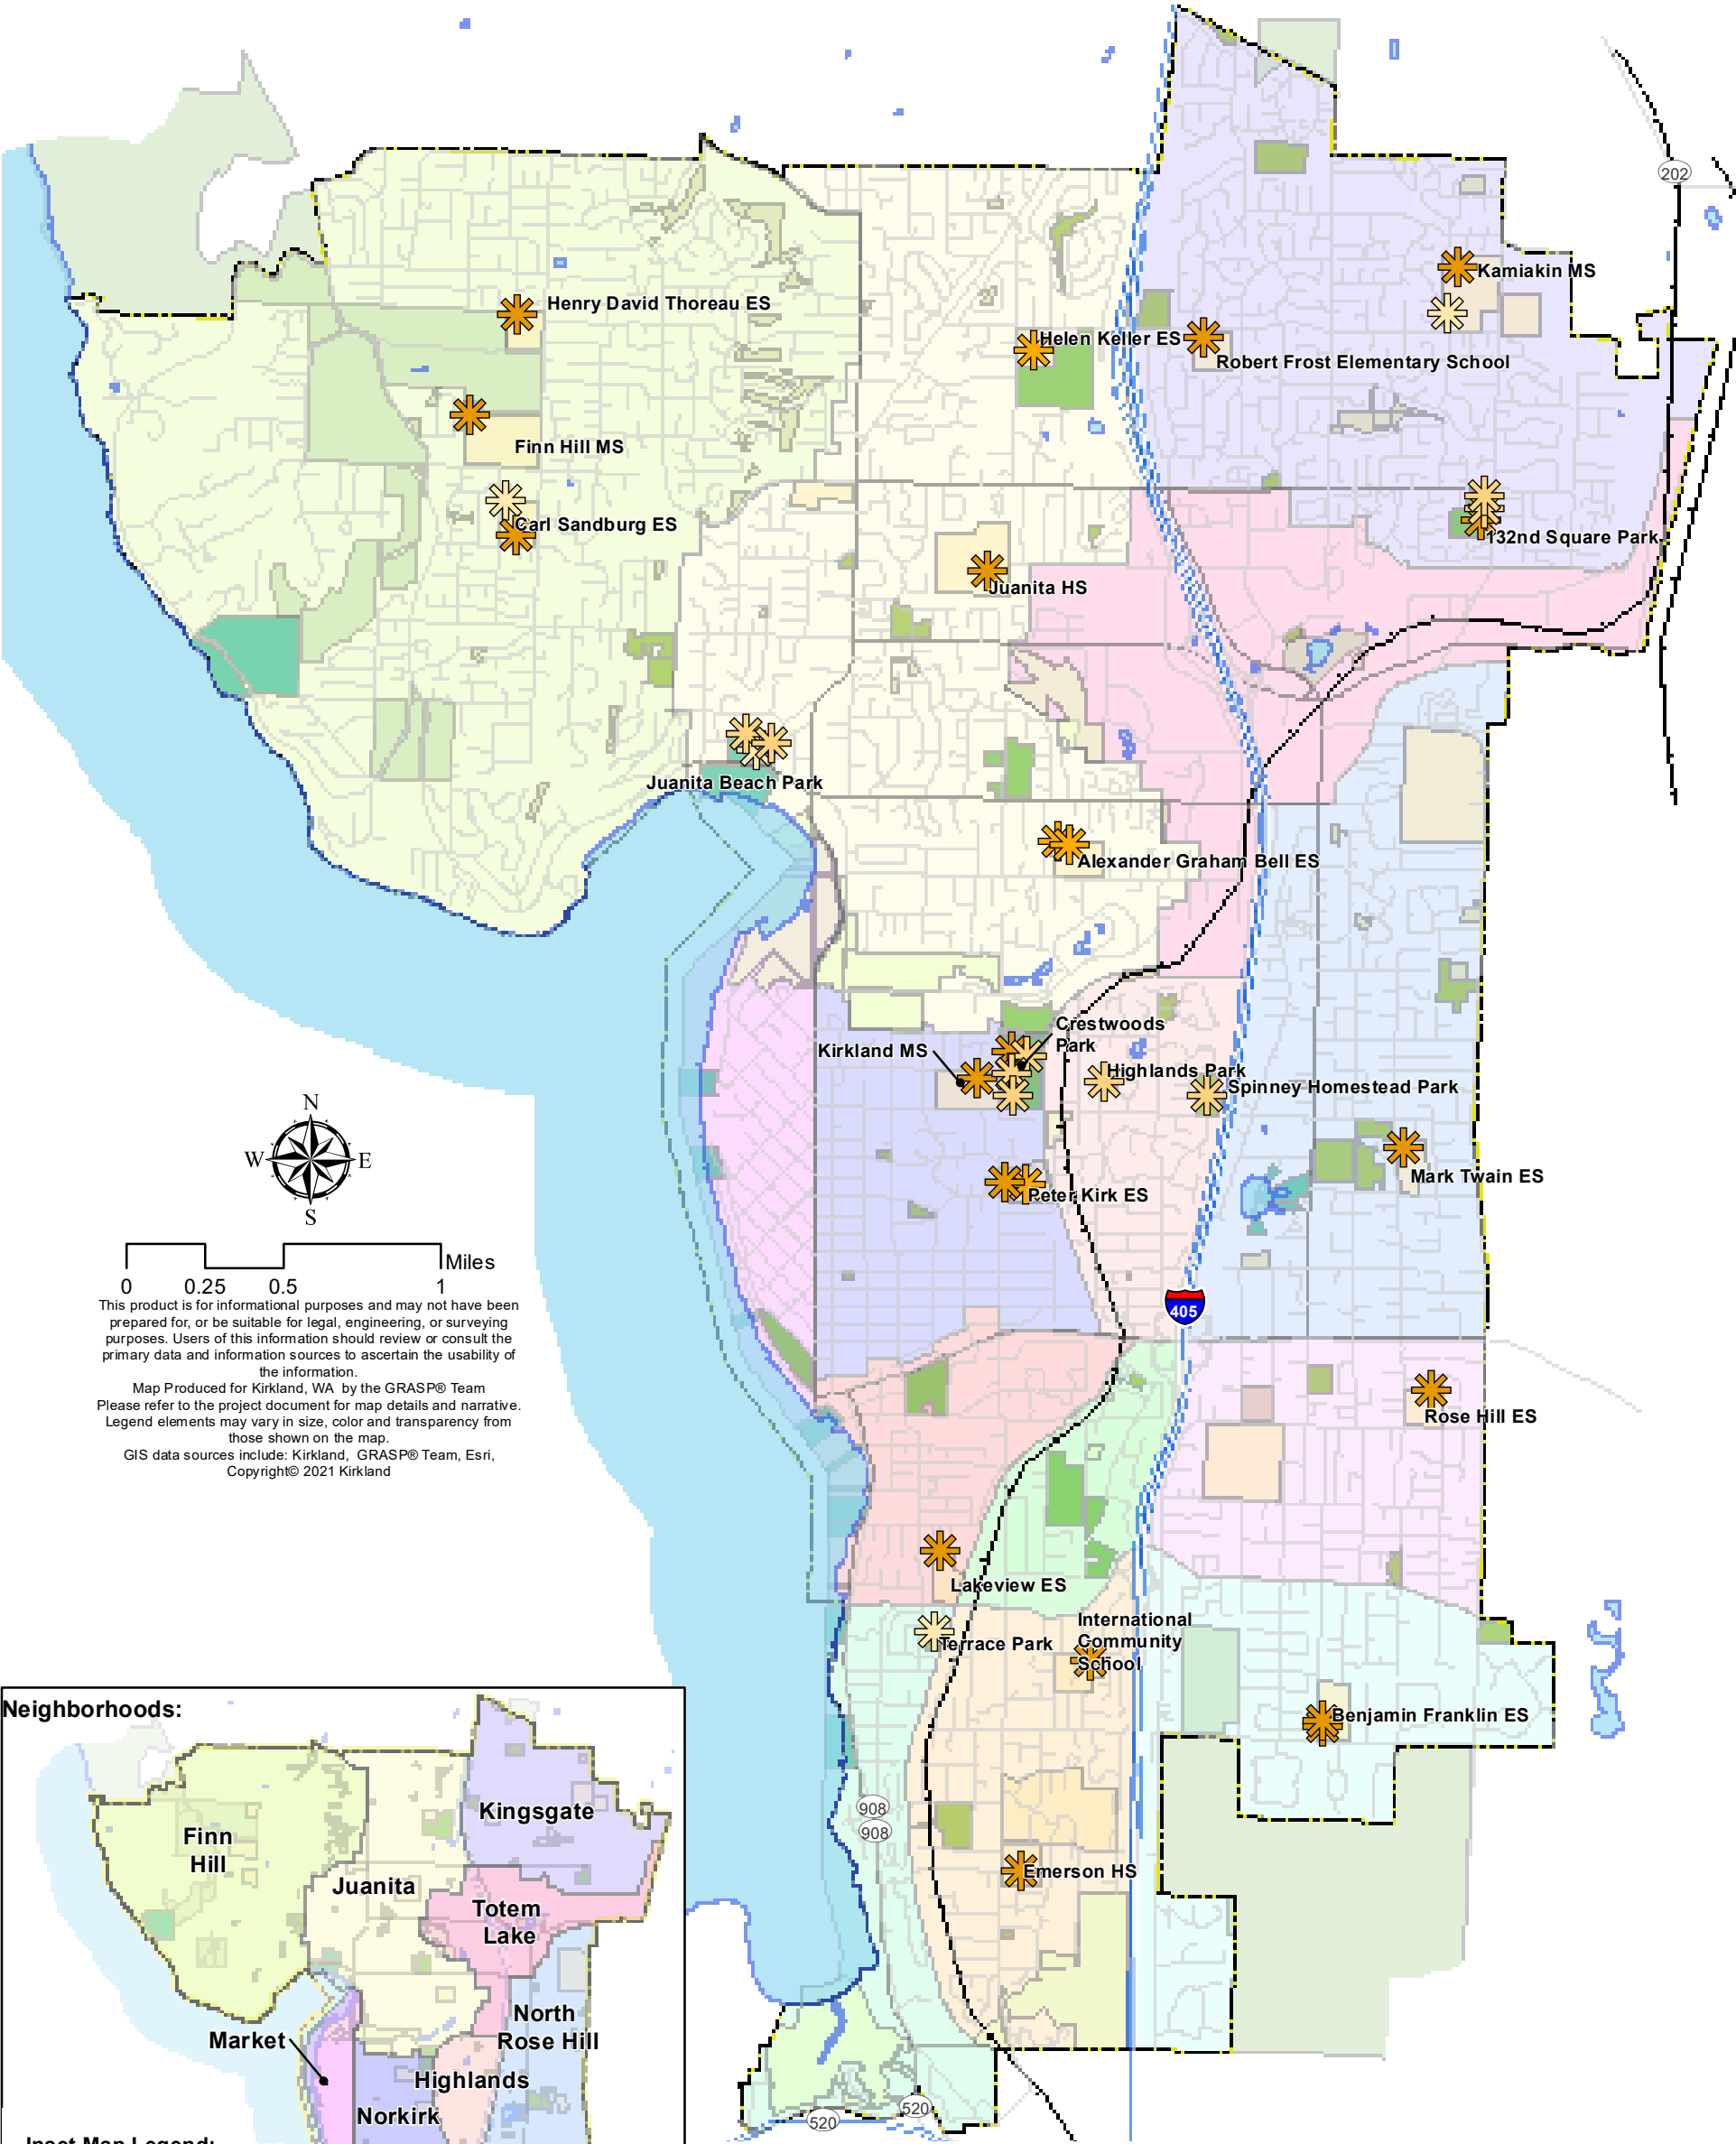 202
Kamiakin MS
Henry David Thoreau ES
Helen Keller ES
Robert Frost Elementary School
Finn Hill MS
Carl Sandburg ES
132nd Square Park
Juanita HS
Juanita Beach Park
Alexander Graham Bell ES
Crestwoods
Park
Kirkland MS
Highlands Park
Spinney Homestead Park
Mark Twain ES
Peter Kirk ES
N
W
E
S
Miles
0
0.25
0.5
1
This product is for informational purposes and may not have been
prepared for, or be suitable for legal, engineering, or surveying
purposes. Users of this information should review or consult the
primary data and information sources to ascertain the usability of
the information.
Map Produced for Kirkland, WA by the GRASP® Team
Please refer to the project document for map details and narrative.
Legend elements may vary in size, color and transparency from
those shown on the map.
GIS data sources include: Kirkland, GRASP® Team, Esri,
Copyright© 2021 Kirkland
405
Rose Hill ES
Lakeview ES
International
Community
School
Terrace Park
Benjamin Franklin ES
908
908
Emerson HS
520
520
Neighborhoods:
Kingsgate
Finn
Hill
Juanita
Totem
Lake
North
Rose Hill
Market
Highlands
Norkirk
Inset Map Legend: